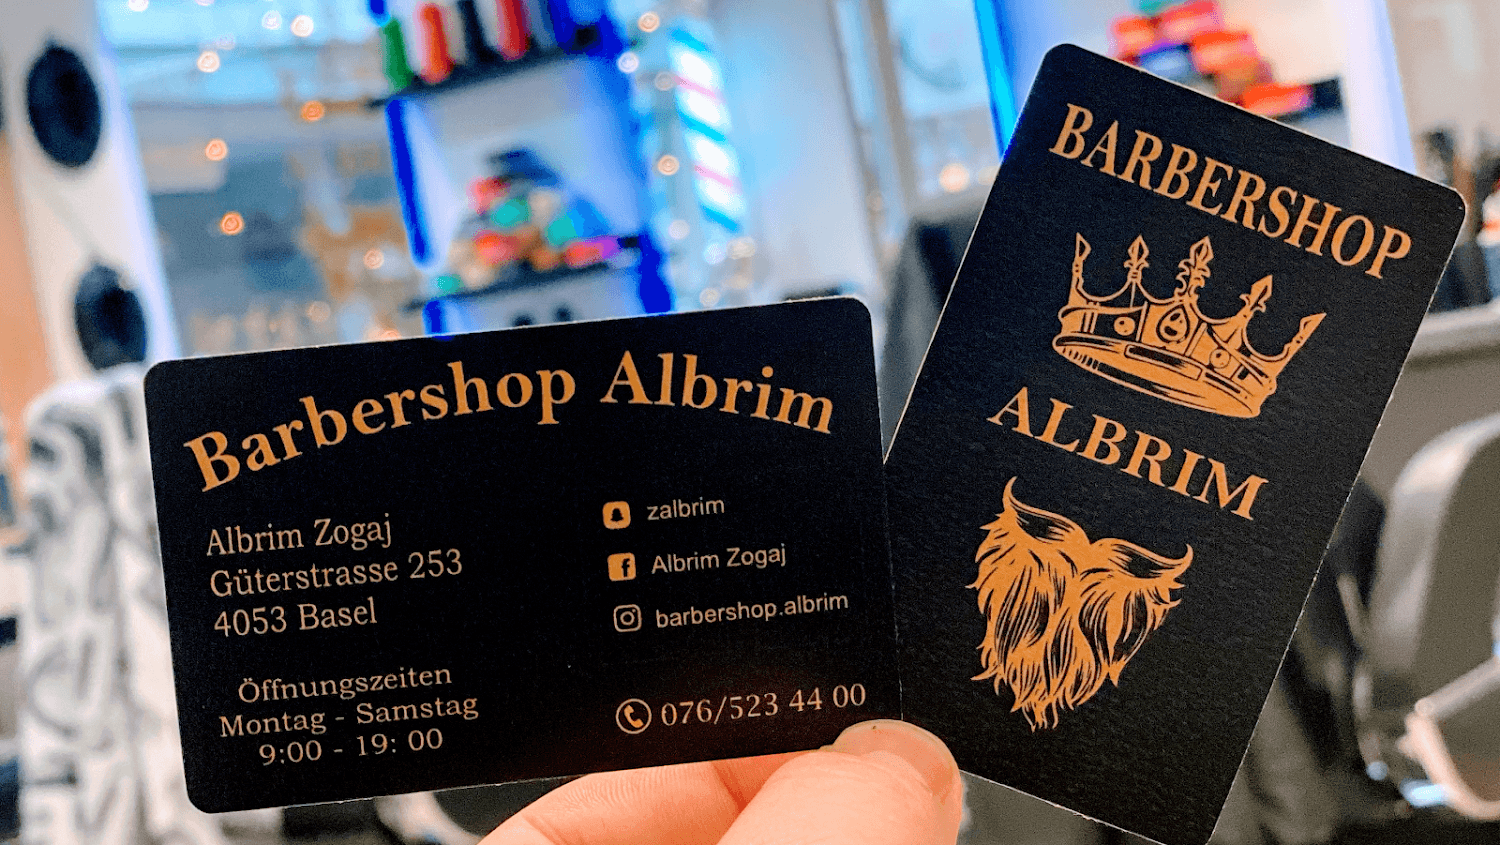 Barbershop Albrim
Albrim Zogaj
Güterstrasse 253
4053 Basel
Öffnungszeiten
Montag - Samstag
9:00 - 19: 00
zalbrim
Albrim Zogaj
barbershop.albrim
076/523 44 00
BARBERSHOP
ALBRIM